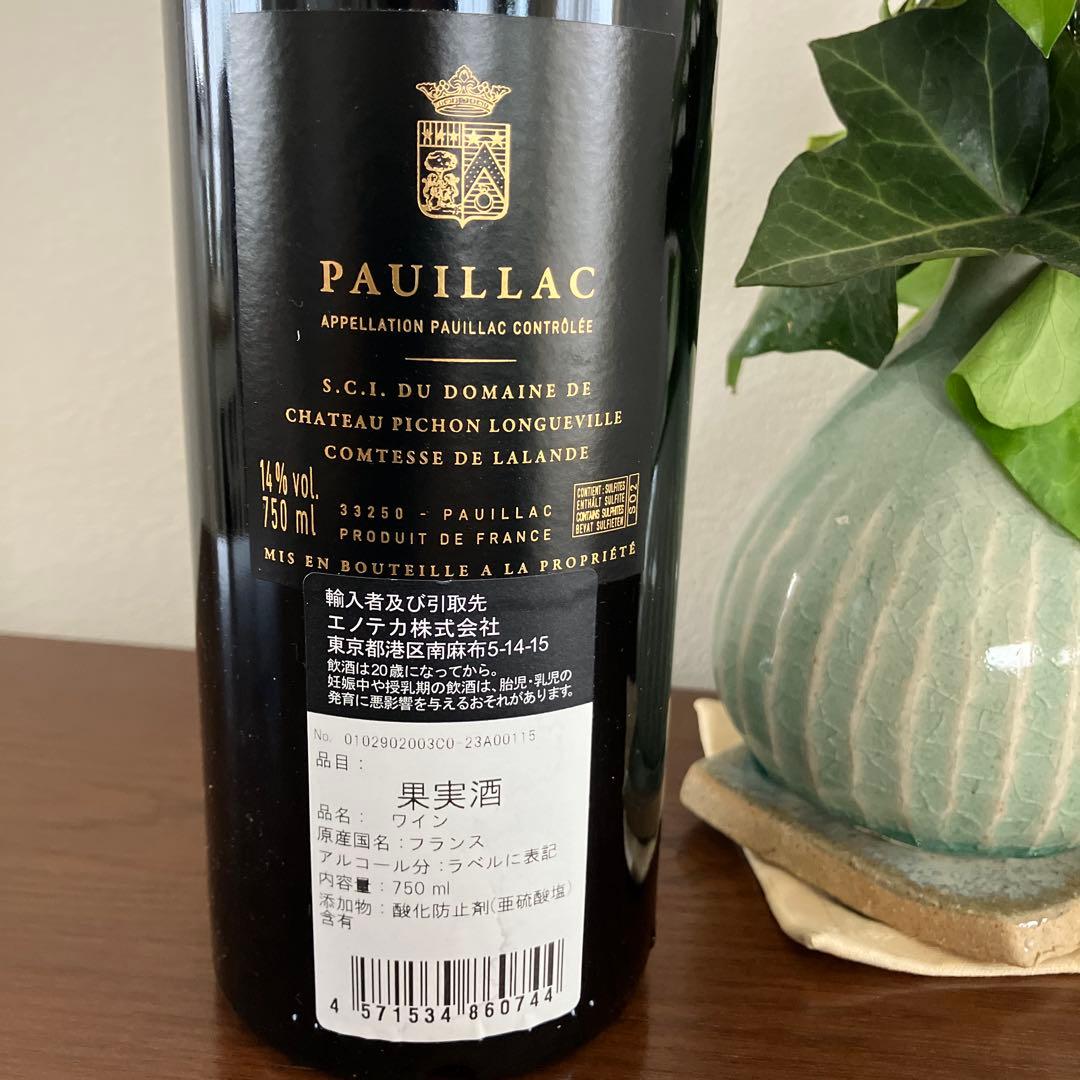 PAUILLAC
APPELLATION PAUILLAC CONTRÔLÉE
S.C.I. DU DOMAINE DE
CHATEAU PICHON LONGUEVILLE
COMTESSE DE LALANDE
14% vol.
750 ml
33250 - PAUILLAC
PRODUIT DE FRANCE
CONTIENT : SULFITES
ENTHÄLT SULFITE
CONTAINS SULPHITES
BEVAT SULFIETEN
SO2
MIS EN BOUTEILLE A LA PROPRIÉTÉ
輸入者及び引取先
エノテカ株式会社
東京都港区南麻布5-14-15
飲酒は20歳になってから。
妊娠中や授乳期の飲酒は、胎児・乳児の
発育に悪影響を与えるおそれがあります。
No. 0102902003C0-23A00115
品目：
果実酒
品名： ワイン
原産国名：フランス
アルコール分：ラベルに表記
内容量：750 ml
添加物：酸化防止剤(亜硫酸塩)
含有
4 571534 860744